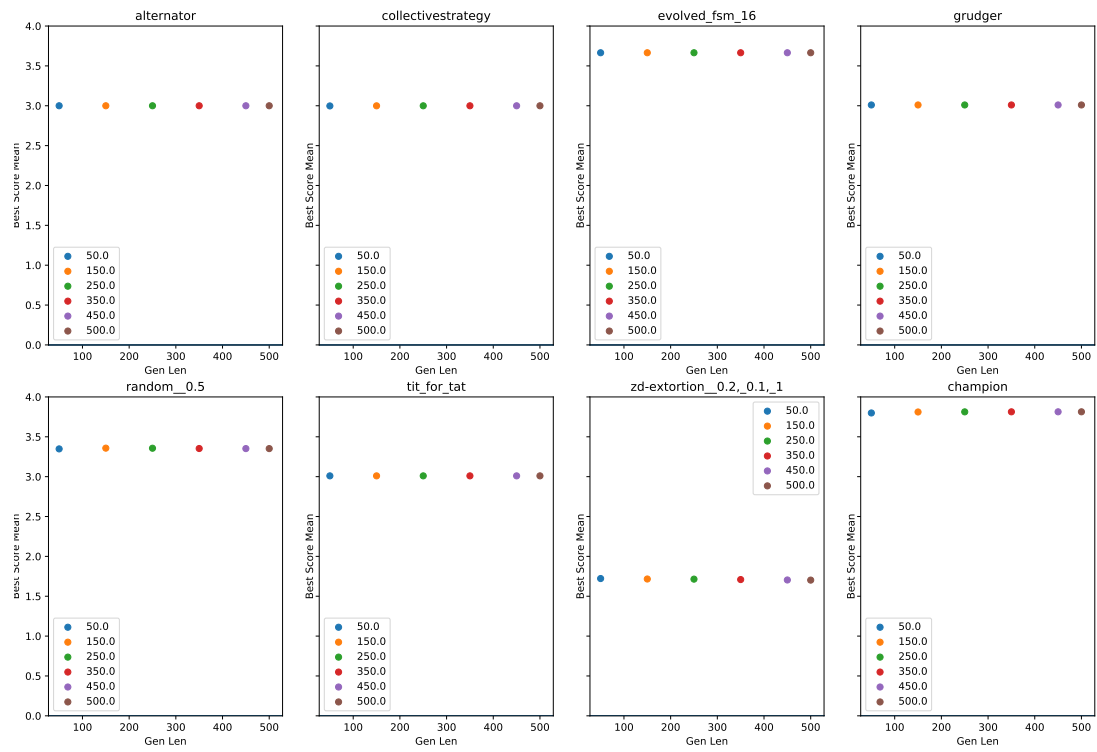 alternator
collectivestrategy
evolved_fsm_16
grudger
4.0
3.5
3.0
2.5
2.0
1.5
1.0
0.5
0.0
Best Score Mean
50.0
150.0
250.0
350.0
450.0
500.0
100 200 300 400 500
Gen Len
Best Score Mean
50.0
150.0
250.0
350.0
450.0
500.0
100 200 300 400 500
Gen Len
Best Score Mean
50.0
150.0
250.0
350.0
450.0
500.0
100 200 300 400 500
Gen Len
Best Score Mean
50.0
150.0
250.0
350.0
450.0
500.0
100 200 300 400 500
Gen Len
random__0.5
tit_for_tat
zd-extortion__0.2,_0.1,_1
champion
4.0
3.5
3.0
2.5
2.0
1.5
1.0
0.5
0.0
Best Score Mean
50.0
150.0
250.0
350.0
450.0
500.0
100 200 300 400 500
Gen Len
Best Score Mean
50.0
150.0
250.0
350.0
450.0
500.0
100 200 300 400 500
Gen Len
Best Score Mean
50.0
150.0
250.0
350.0
450.0
500.0
100 200 300 400 500
Gen Len
Best Score Mean
50.0
150.0
250.0
350.0
450.0
500.0
100 200 300 400 500
Gen Len